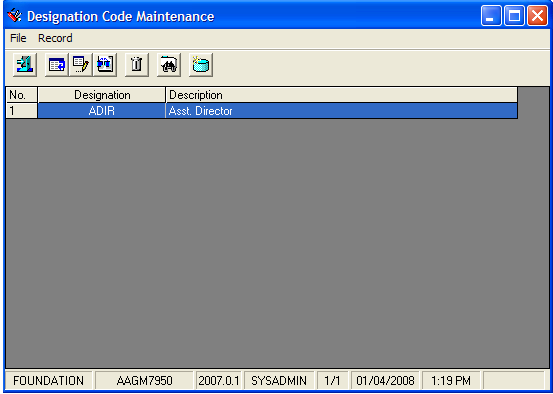 Designation Code Maintenance
File Record
No. Designation Description
1 ADIR Asst. Director
FOUNDATION AAGM7950 2007.0.1 SYSADMIN 1/1 01/04/2008 1:19 PM